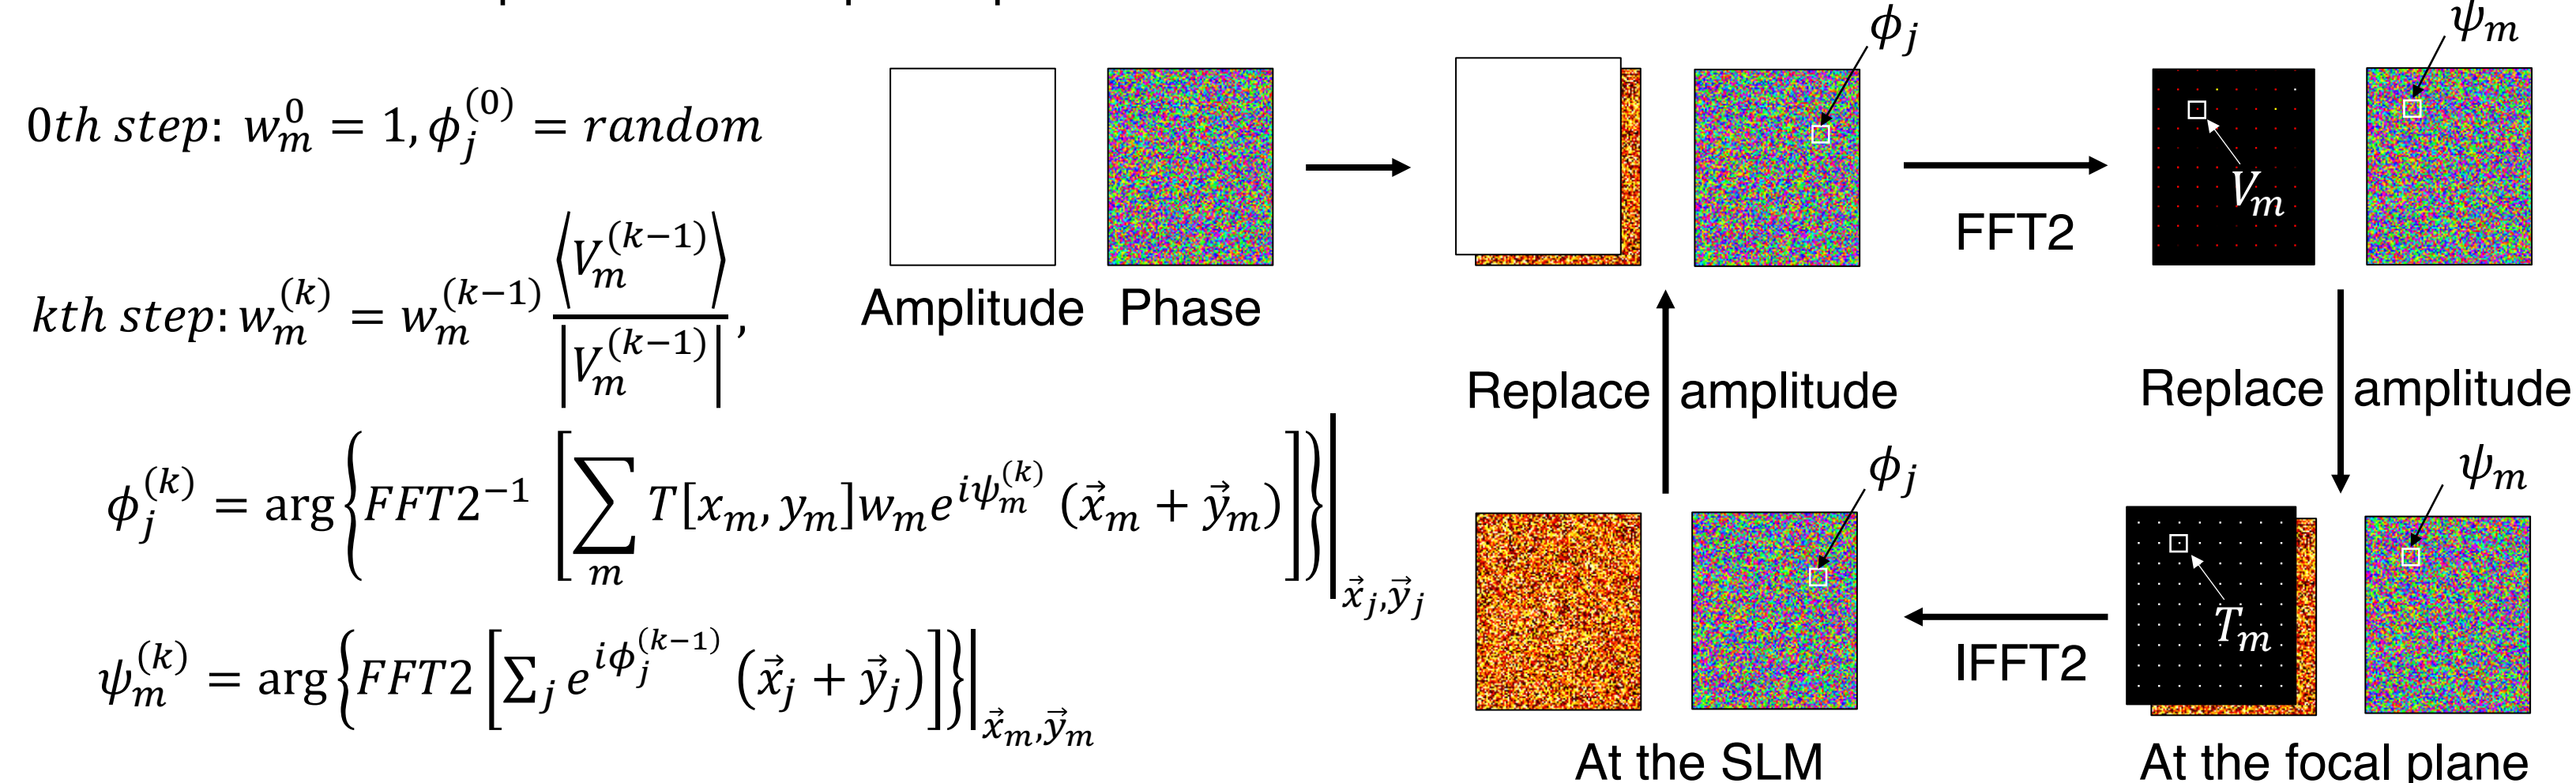 0th step: w_m^0 = 1, ϕ_j^{(0)} = random
kth step: w_m^{(k)} = w_m^{(k−1)} ⟨V_m^{(k−1)}⟩ / |V_m^{(k−1)}|,
ϕ_j^{(k)} = arg{FFT2^{−1} [∑_m T[x_m, y_m]w_m e^{iψ_m^{(k)}} (x⃗_m + y⃗_m)]}|_{x⃗_j, y⃗_j}
ψ_m^{(k)} = arg{FFT2 [∑_j e^{iϕ_j^{(k−1)}} (x⃗_j + y⃗_j)]}|_{x⃗_m, y⃗_m}
Amplitude Phase
ϕ_j
FFT2
ψ_m
V_m
Replace amplitude
Replace amplitude
ϕ_j
IFFT2
ψ_m
T_m
At the SLM
At the focal plane